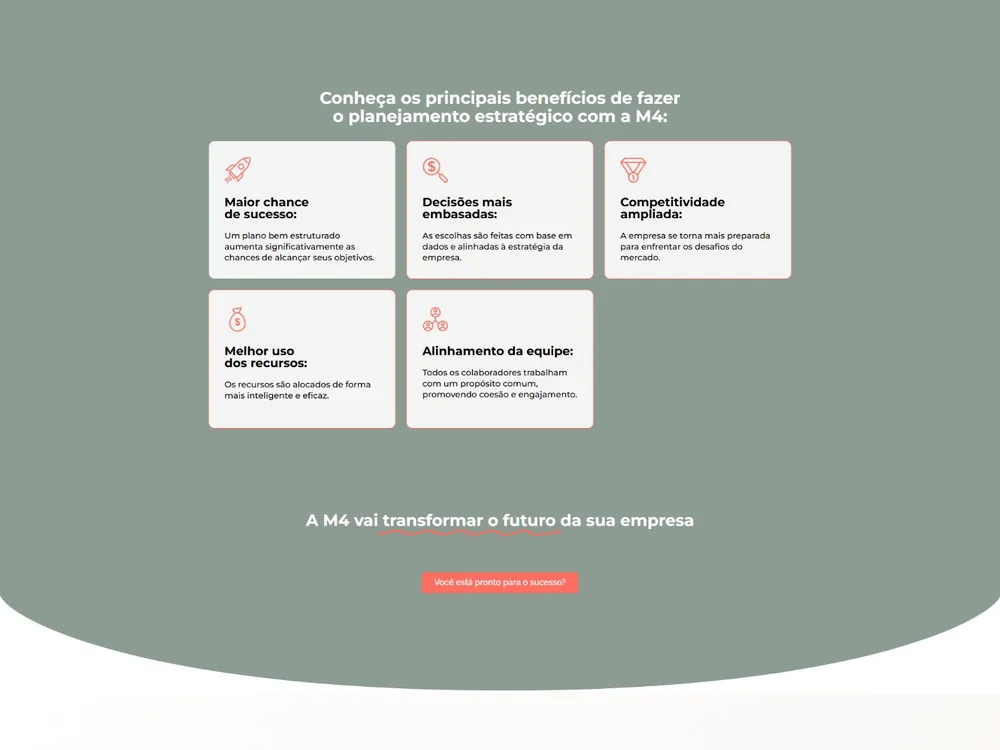 Conheça os principais benefícios de fazer
o planejamento estratégico com a M4:
Maior chance
de sucesso:
Um plano bem estruturado
aumenta significativamente as
chances de alcançar seus objetivos.
$
Decisões mais
embasadas:
As escolhas são feitas com base em
dados e alinhadas à estratégia da
empresa.
1
Competitividade
ampliada:
A empresa se torna mais preparada
para enfrentar os desafios do
mercado.
$
Melhor uso
dos recursos:
Os recursos são alocados de forma
mais inteligente e eficaz.
Alinhamento da equipe:
Todos os colaboradores trabalham
com um propósito comum,
promovendo coesão e engajamento.
A M4 vai transformar o futuro da sua empresa
Você está pronto para o sucesso?